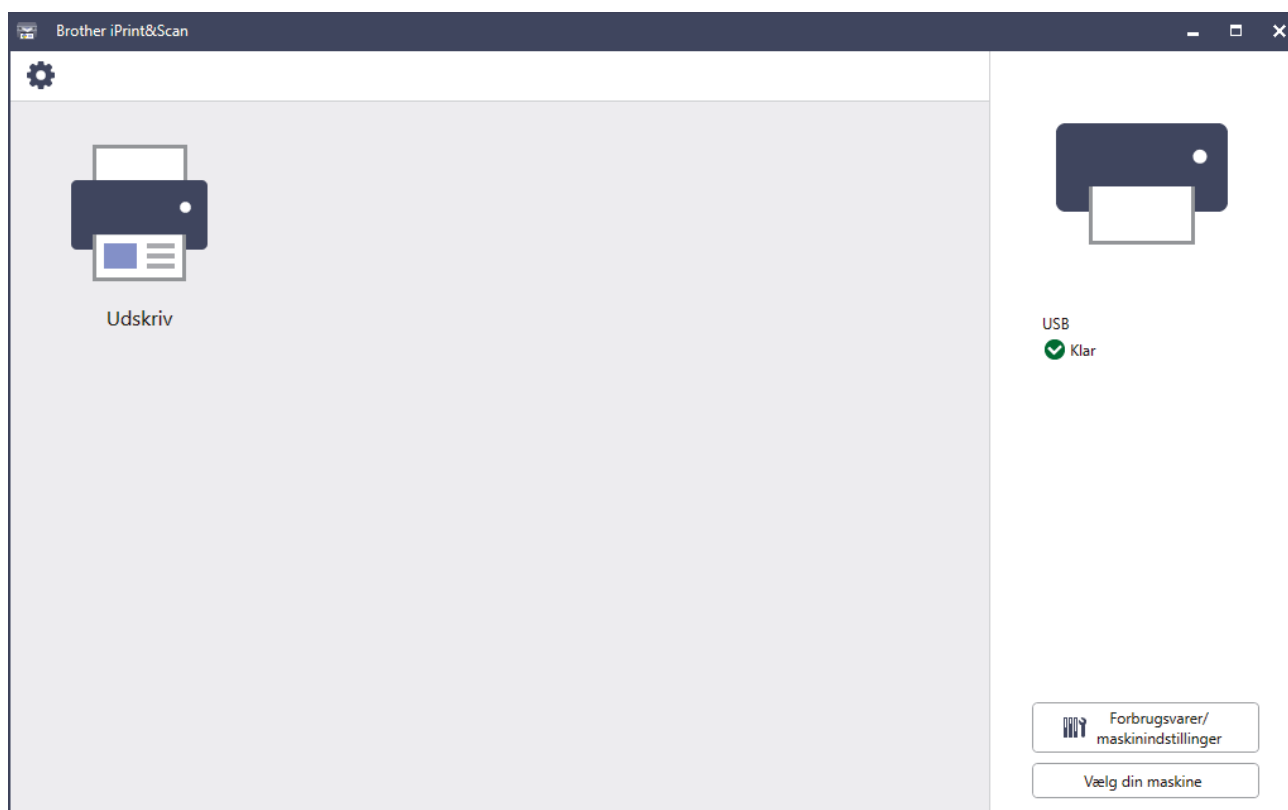 Brother iPrint&Scan
Udskriv
USB
Klar
Forbrugsvarer/
maskinindstillinger
Vælg din maskine